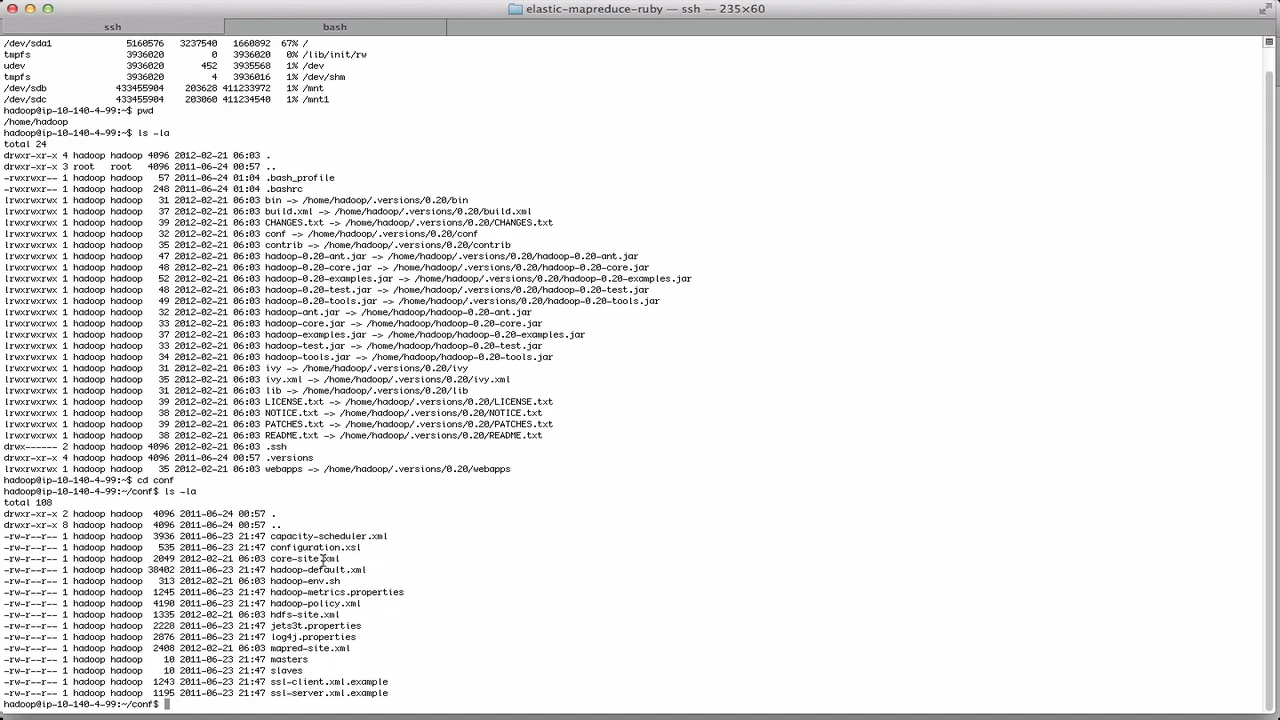 elastic-mapreduce-ruby — ssh — 235×60
ssh bash
/dev/sda1 5160576 3237540 1660892 67% /
tmpfs 3936020 0 3936020 0% /lib/init/rw
udev 3936020 452 3935568 1% /dev
tmpfs 3936020 4 3936016 1% /dev/shm
/dev/sdb 433455904 203628 411233972 1% /mnt
/dev/sdc 433455904 203060 411234540 1% /mnt1
hadoop@ip-10-140-4-99:~$ pwd
/home/hadoop
hadoop@ip-10-140-4-99:~$ ls -la
total 24
drwxr-xr-x 4 hadoop hadoop 4096 2012-02-21 06:03 .
drwxr-xr-x 3 root root 4096 2011-06-24 00:57 ..
-rwxrwxr-- 1 hadoop hadoop 57 2011-06-24 01:04 .bash_profile
-rwxrwxr-- 1 hadoop hadoop 248 2011-06-24 01:04 .bashrc
lrwxrwxrwx 1 hadoop hadoop 31 2012-02-21 06:03 bin -> /home/hadoop/.versions/0.20/bin
lrwxrwxrwx 1 hadoop hadoop 37 2012-02-21 06:03 build.xml -> /home/hadoop/.versions/0.20/build.xml
lrwxrwxrwx 1 hadoop hadoop 39 2012-02-21 06:03 CHANGES.txt -> /home/hadoop/.versions/0.20/CHANGES.txt
lrwxrwxrwx 1 hadoop hadoop 32 2012-02-21 06:03 conf -> /home/hadoop/.versions/0.20/conf
lrwxrwxrwx 1 hadoop hadoop 35 2012-02-21 06:03 contrib -> /home/hadoop/.versions/0.20/contrib
lrwxrwxrwx 1 hadoop hadoop 47 2012-02-21 06:03 hadoop-0.20-ant.jar -> /home/hadoop/.versions/0.20/hadoop-0.20-ant.jar
lrwxrwxrwx 1 hadoop hadoop 48 2012-02-21 06:03 hadoop-0.20-core.jar -> /home/hadoop/.versions/0.20/hadoop-0.20-core.jar
lrwxrwxrwx 1 hadoop hadoop 52 2012-02-21 06:03 hadoop-0.20-examples.jar -> /home/hadoop/.versions/0.20/hadoop-0.20-examples.jar
lrwxrwxrwx 1 hadoop hadoop 48 2012-02-21 06:03 hadoop-0.20-test.jar -> /home/hadoop/.versions/0.20/hadoop-0.20-test.jar
lrwxrwxrwx 1 hadoop hadoop 49 2012-02-21 06:03 hadoop-0.20-tools.jar -> /home/hadoop/.versions/0.20/hadoop-0.20-tools.jar
lrwxrwxrwx 1 hadoop hadoop 32 2012-02-21 06:03 hadoop-ant.jar -> /home/hadoop/hadoop-0.20-ant.jar
lrwxrwxrwx 1 hadoop hadoop 33 2012-02-21 06:03 hadoop-core.jar -> /home/hadoop/hadoop-0.20-core.jar
lrwxrwxrwx 1 hadoop hadoop 37 2012-02-21 06:03 hadoop-examples.jar -> /home/hadoop/hadoop-0.20-examples.jar
lrwxrwxrwx 1 hadoop hadoop 33 2012-02-21 06:03 hadoop-test.jar -> /home/hadoop/hadoop-0.20-test.jar
lrwxrwxrwx 1 hadoop hadoop 34 2012-02-21 06:03 hadoop-tools.jar -> /home/hadoop/hadoop-0.20-tools.jar
lrwxrwxrwx 1 hadoop hadoop 31 2012-02-21 06:03 ivy -> /home/hadoop/.versions/0.20/ivy
lrwxrwxrwx 1 hadoop hadoop 35 2012-02-21 06:03 ivy.xml -> /home/hadoop/.versions/0.20/ivy.xml
lrwxrwxrwx 1 hadoop hadoop 31 2012-02-21 06:03 lib -> /home/hadoop/.versions/0.20/lib
lrwxrwxrwx 1 hadoop hadoop 39 2012-02-21 06:03 LICENSE.txt -> /home/hadoop/.versions/0.20/LICENSE.txt
lrwxrwxrwx 1 hadoop hadoop 38 2012-02-21 06:03 NOTICE.txt -> /home/hadoop/.versions/0.20/NOTICE.txt
lrwxrwxrwx 1 hadoop hadoop 39 2012-02-21 06:03 PATCHES.txt -> /home/hadoop/.versions/0.20/PATCHES.txt
lrwxrwxrwx 1 hadoop hadoop 38 2012-02-21 06:03 README.txt -> /home/hadoop/.versions/0.20/README.txt
drwx------ 2 hadoop hadoop 4096 2012-02-21 06:03 .ssh
drwxr-xr-x 4 hadoop hadoop 4096 2011-06-24 00:57 .versions
lrwxrwxrwx 1 hadoop hadoop 35 2012-02-21 06:03 webapps -> /home/hadoop/.versions/0.20/webapps
hadoop@ip-10-140-4-99:~$ cd conf
hadoop@ip-10-140-4-99:~/conf$ ls -la
total 108
drwxr-xr-x 2 hadoop hadoop 4096 2011-06-24 00:57 .
drwxr-xr-x 8 hadoop hadoop 4096 2011-06-24 00:57 ..
-rw-r--r-- 1 hadoop hadoop 3936 2011-06-23 21:47 capacity-scheduler.xml
-rw-r--r-- 1 hadoop hadoop 535 2011-06-23 21:47 configuration.xsl
-rw-r--r-- 1 hadoop hadoop 2049 2012-02-21 06:03 core-site.xml
-rw-r--r-- 1 hadoop hadoop 38402 2011-06-23 21:47 hadoop-default.xml
-rw-r--r-- 1 hadoop hadoop 313 2012-02-21 06:03 hadoop-env.sh
-rw-r--r-- 1 hadoop hadoop 1245 2011-06-23 21:47 hadoop-metrics.properties
-rw-r--r-- 1 hadoop hadoop 4190 2011-06-23 21:47 hadoop-policy.xml
-rw-r--r-- 1 hadoop hadoop 1335 2012-02-21 06:03 hdfs-site.xml
-rw-r--r-- 1 hadoop hadoop 2228 2011-06-23 21:47 jets3t.properties
-rw-r--r-- 1 hadoop hadoop 2876 2011-06-23 21:47 log4j.properties
-rw-r--r-- 1 hadoop hadoop 2408 2012-02-21 06:03 mapred-site.xml
-rw-r--r-- 1 hadoop hadoop 10 2011-06-23 21:47 masters
-rw-r--r-- 1 hadoop hadoop 10 2011-06-23 21:47 slaves
-rw-r--r-- 1 hadoop hadoop 1243 2011-06-23 21:47 ssl-client.xml.example
-rw-r--r-- 1 hadoop hadoop 1195 2011-06-23 21:47 ssl-server.xml.example
hadoop@ip-10-140-4-99:~/conf$